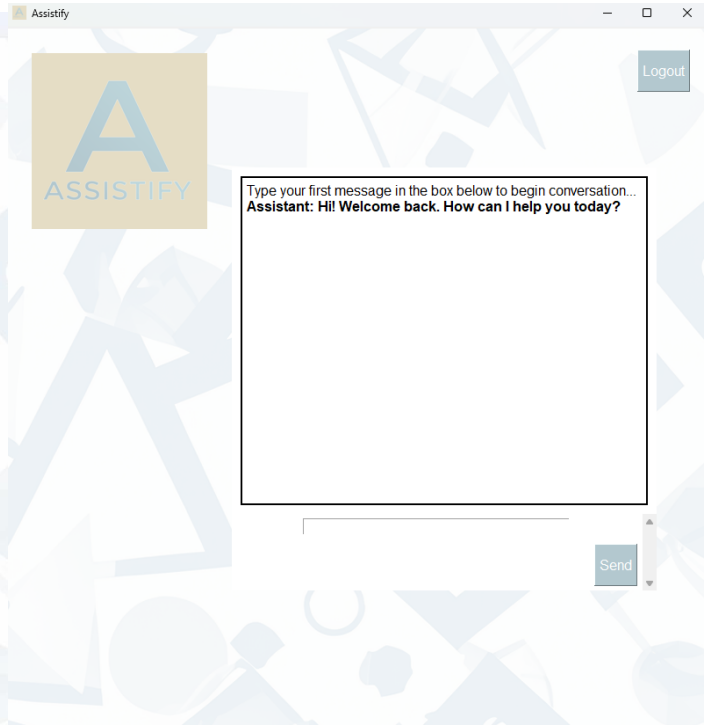 Assistify
Logout
A
ASSISTIFY
Type your first message in the box below to begin conversation...
Assistant: Hi! Welcome back. How can I help you today?
Send